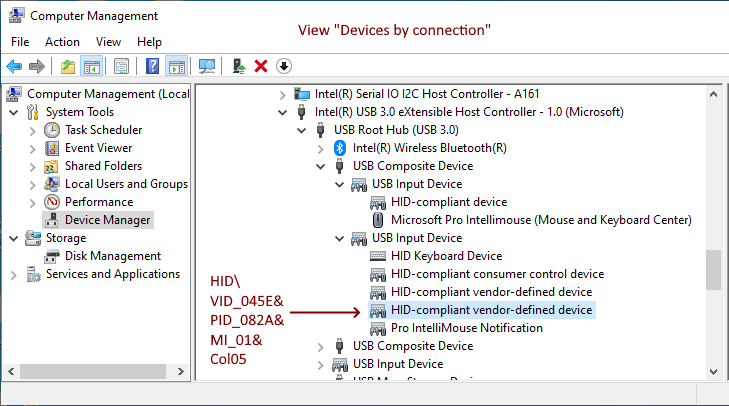 Computer Management
View "Devices by connection"
File Action View Help
Computer Management (Local
System Tools
Task Scheduler
Event Viewer
Shared Folders
Local Users and Groups
Performance
Device Manager
Storage
Disk Management
Services and Applications
Intel(R) Serial IO I2C Host Controller - A161
Intel(R) USB 3.0 eXtensible Host Controller - 1.0 (Microsoft)
USB Root Hub (USB 3.0)
Intel(R) Wireless Bluetooth(R)
USB Composite Device
USB Input Device
HID-compliant device
Microsoft Pro Intellimouse (Mouse and Keyboard Center)
USB Input Device
HID Keyboard Device
HID-compliant consumer control device
HID-compliant vendor-defined device
HID-compliant vendor-defined device
Pro IntelliMouse Notification
USB Composite Device
USB Input Device
HID\
VID_045E&
PID_082A&
MI_01&
Col05